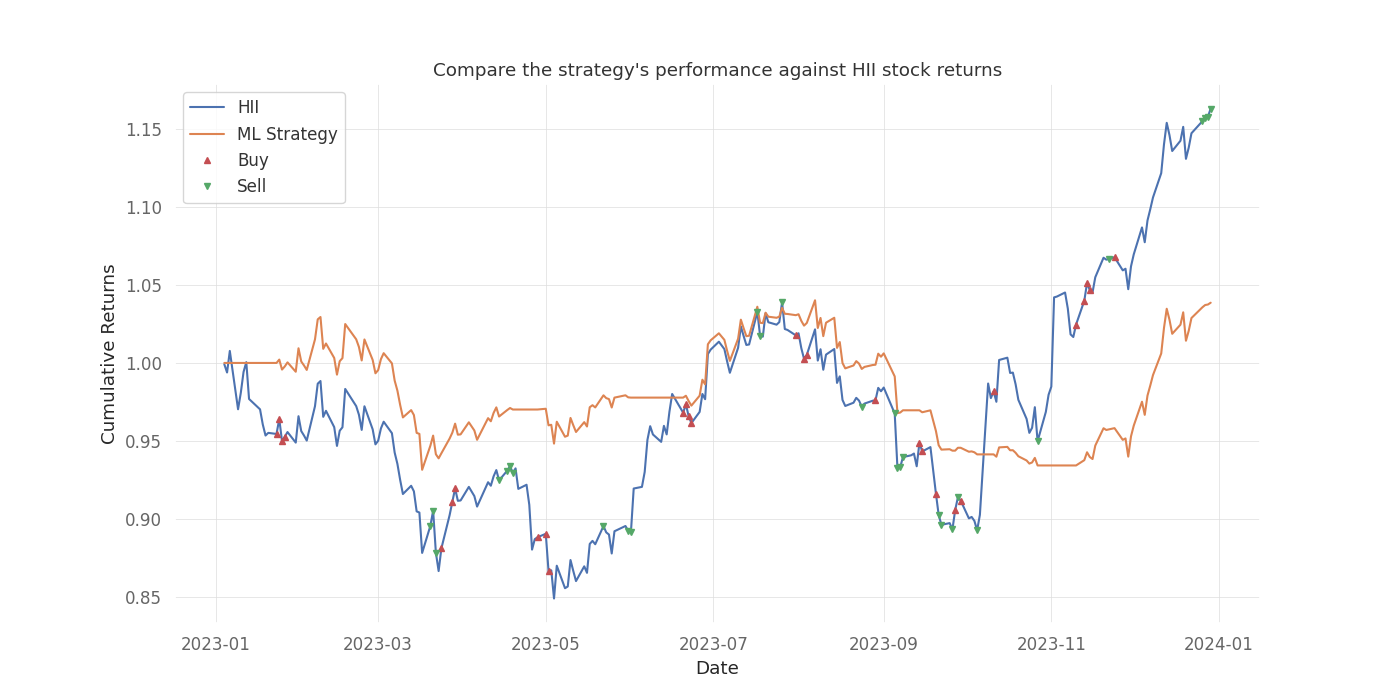 Compare the strategy's performance against HII stock returns
HII
ML Strategy
Buy
Sell
Cumulative Returns
1.15
1.10
1.05
1.00
0.95
0.90
0.85
2023-01
2023-03
2023-05
2023-07
2023-09
2023-11
2024-01
Date